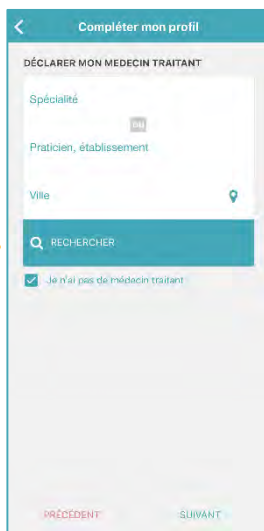 Compléter mon profil
DÉCLARER MON MEDECIN TRAITANT
Spécialité
OU
Praticien, établissement
Ville
RECHERCHER
Je n'ai pas de médecin traitant
PRÉCÉDENT SUIVANT